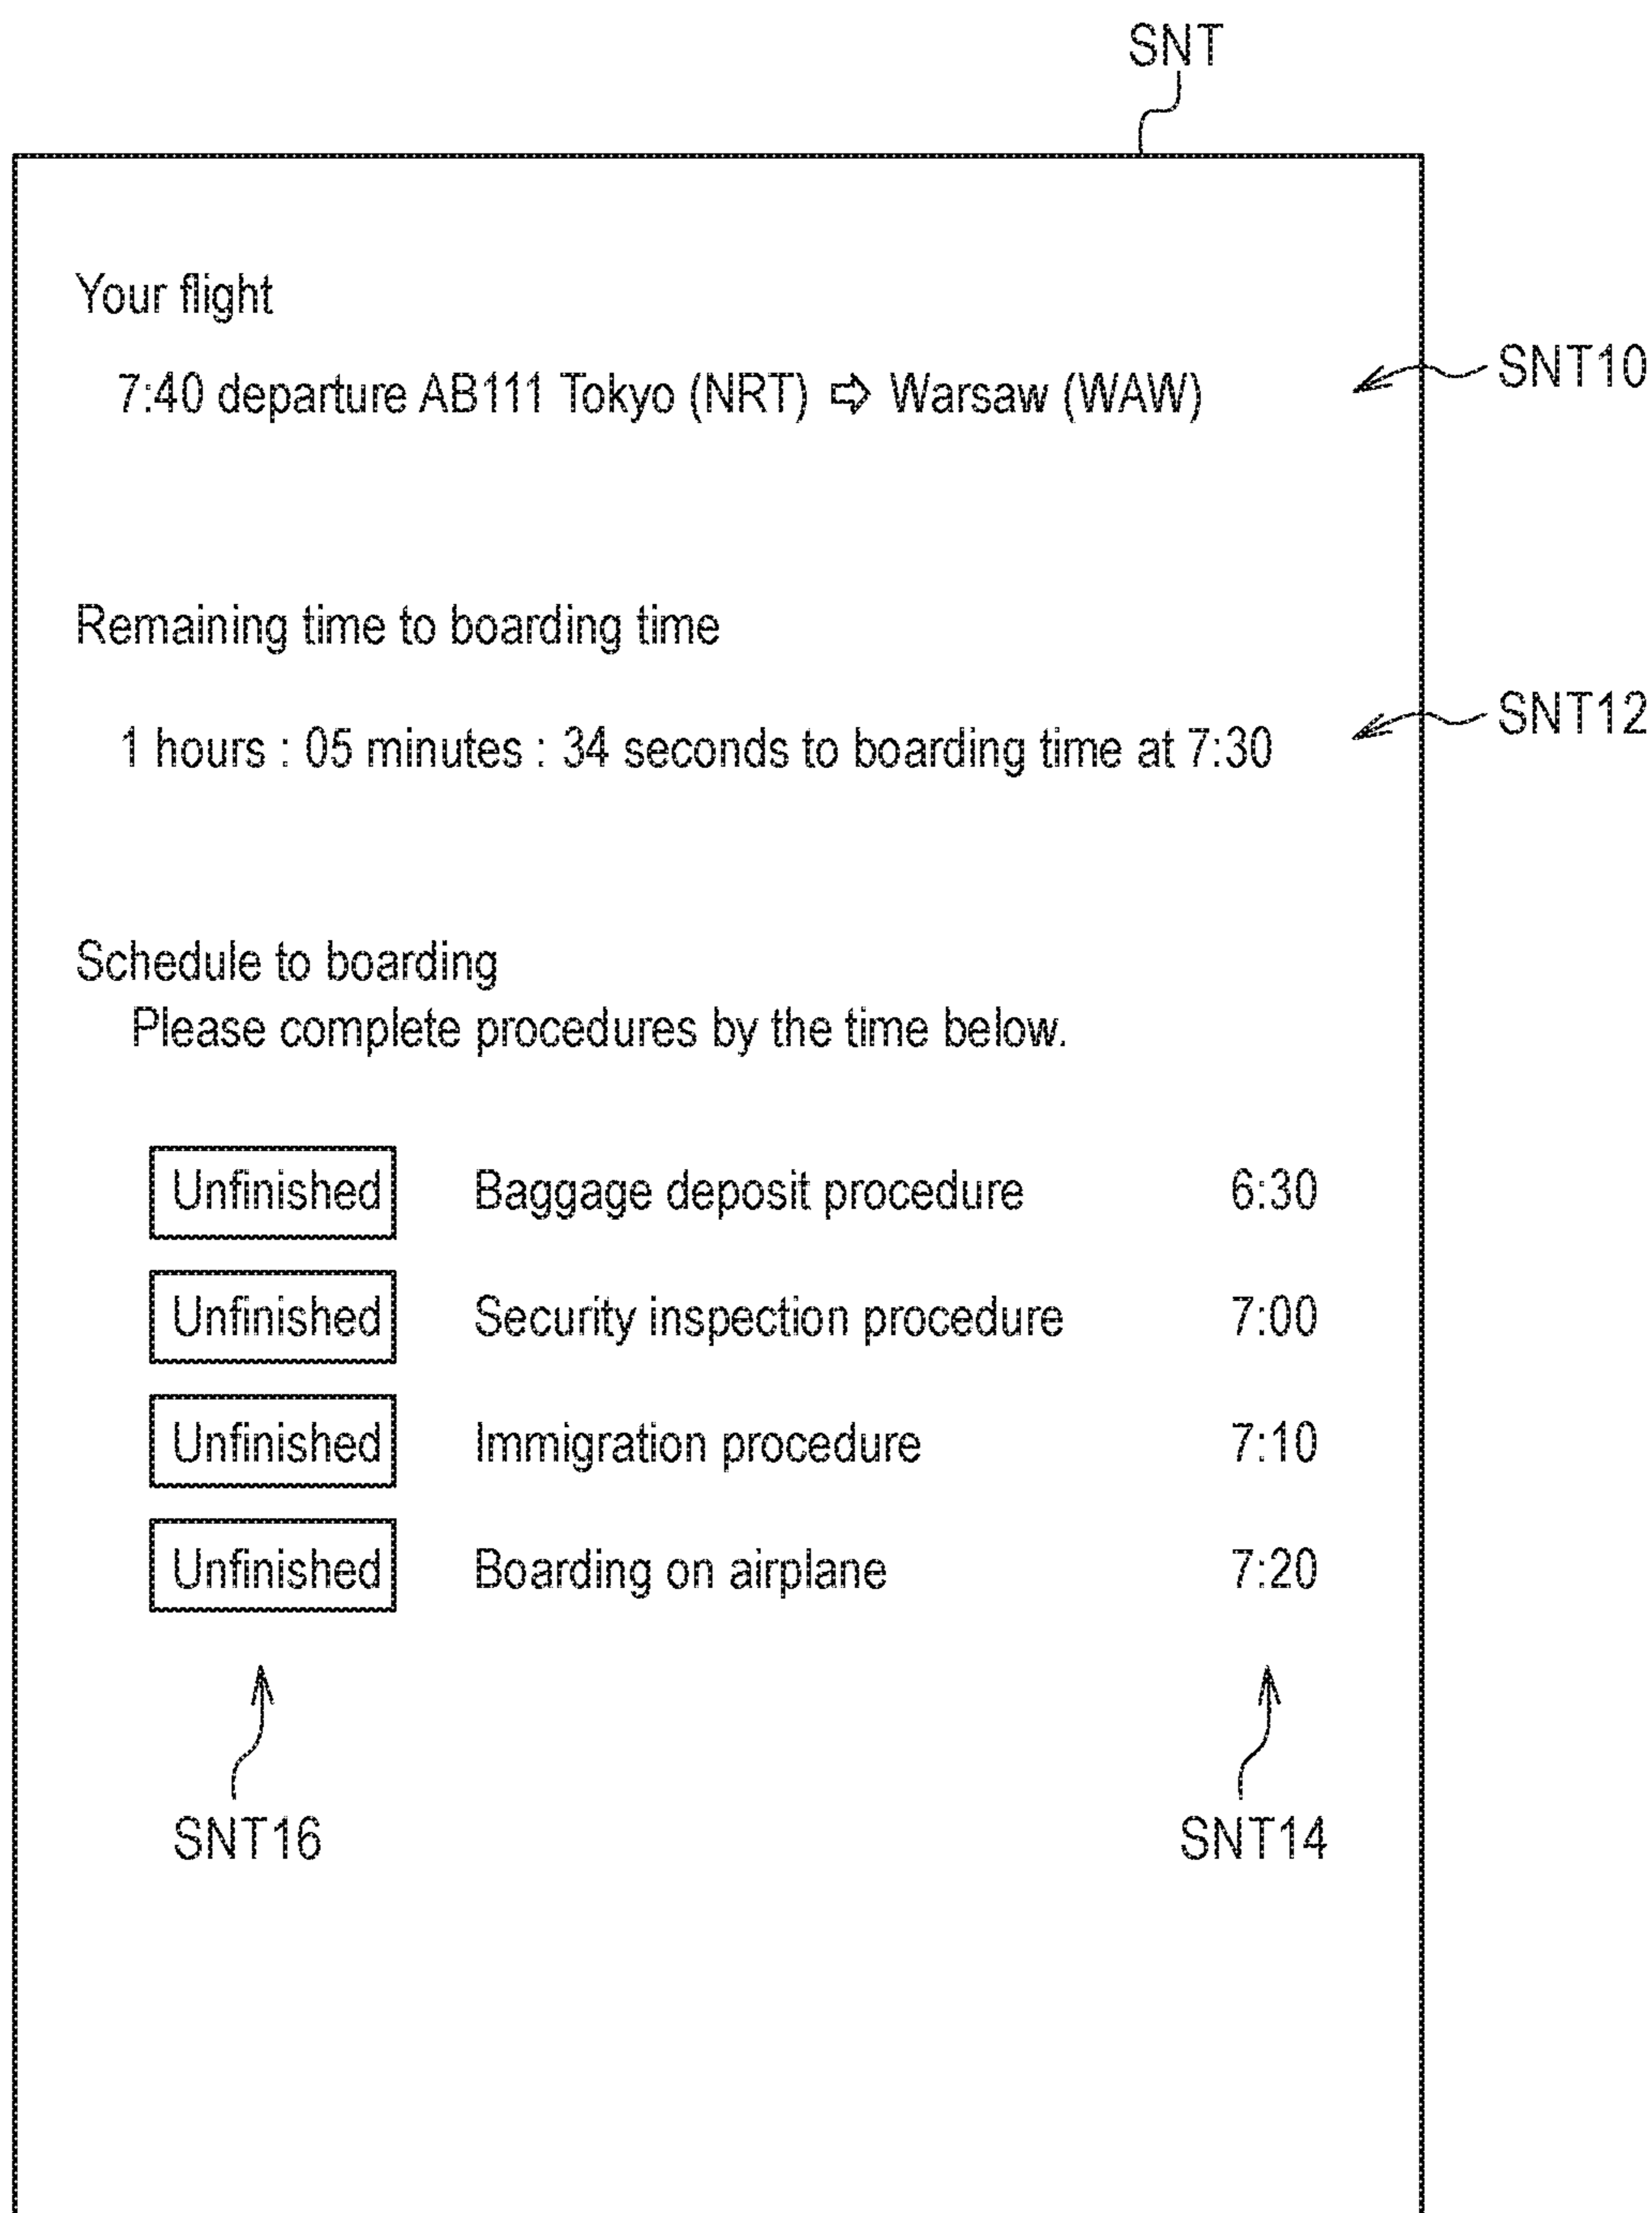 SNT
Your flight
7:40 departure AB111 Tokyo (NRT) ⇨ Warsaw (WAW)
SNT10
Remaining time to boarding time
1 hours : 05 minutes : 34 seconds to boarding time at 7:30
SNT12
Schedule to boarding
Please complete procedures by the time below.
Unfinished Baggage deposit procedure 6:30
Unfinished Security inspection procedure 7:00
Unfinished Immigration procedure 7:10
Unfinished Boarding on airplane 7:20
SNT16 SNT14